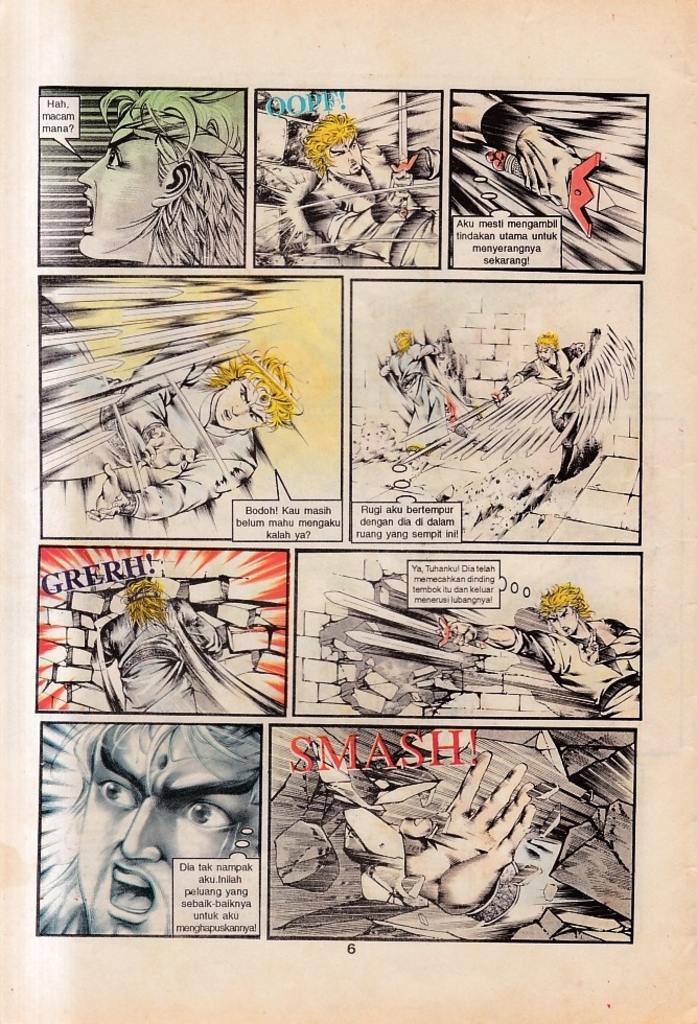 Hah,
macam
mana?
OOPF!
Aku mesti mengambil
tindakan utama untuk
menyerangnya
sekarang!
Bodoh! Kau masih
belum mahu mengaku
kalah ya?
Rugi aku bertempur
dengan dia di dalam
ruang yang sempit ini!
GRERH!
Ya, Tuhanku! Dia telah
memecahkan dinding
tembok itu dan keluar
menerusi lubangnya!
Dia tak nampak
aku.Inilah
peluang yang
sebaik-baiknya
untuk aku
menghapuskannya!
SMASH!
6